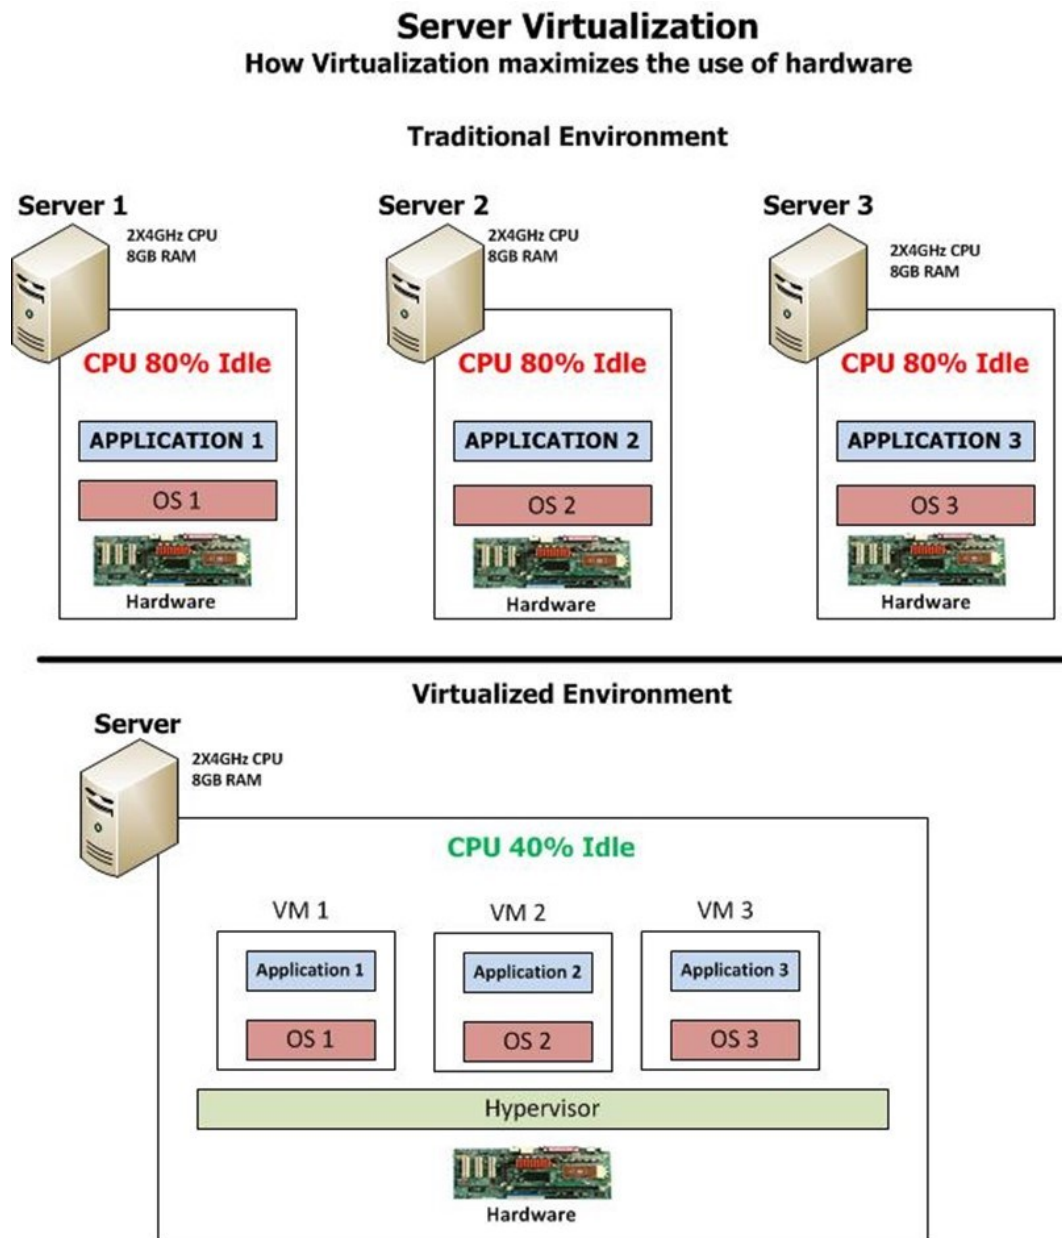 Server Virtualization
How Virtualization maximizes the use of hardware
Traditional Environment
Server 1
2X4GHz CPU
8GB RAM
CPU 80% Idle
APPLICATION 1
OS 1
Hardware
Server 2
2X4GHz CPU
8GB RAM
CPU 80% Idle
APPLICATION 2
OS 2
Hardware
Server 3
2X4GHz CPU
8GB RAM
CPU 80% Idle
APPLICATION 3
OS 3
Hardware
Virtualized Environment
Server
2X4GHz CPU
8GB RAM
CPU 40% Idle
VM 1
Application 1
OS 1
VM 2
Application 2
OS 2
VM 3
Application 3
OS 3
Hypervisor
Hardware